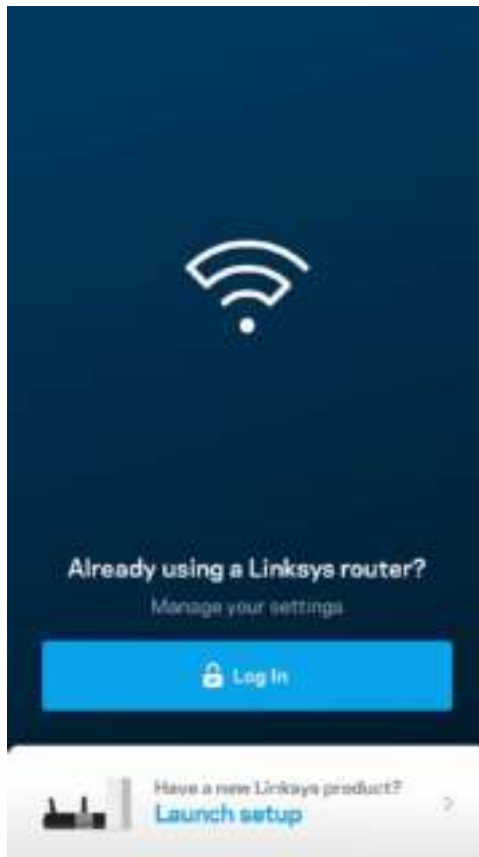 Already using a Linksys router?
Manage your settings
Log In
Have a new Linksys product?
Launch setup